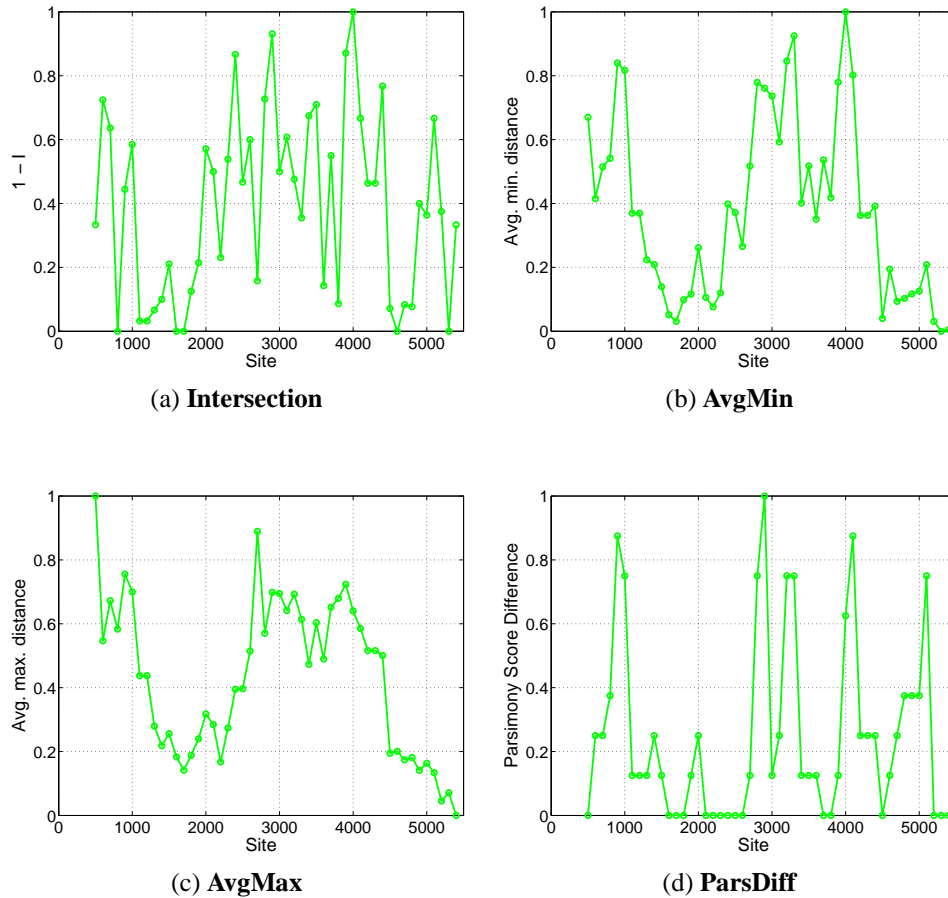 1
0.8
0.6
0.4
0.2
0
1 − I
0 1000 2000 3000 4000 5000
Site
(a) Intersection
1
0.8
0.6
0.4
0.2
0
Avg. min. distance
0 1000 2000 3000 4000 5000
Site
(b) AvgMin
1
0.8
0.6
0.4
0.2
0
Avg. max. distance
0 1000 2000 3000 4000 5000
Site
(c) AvgMax
1
0.8
0.6
0.4
0.2
0
Parsimony Score Difference
0 1000 2000 3000 4000 5000
Site
(d) ParsDiff